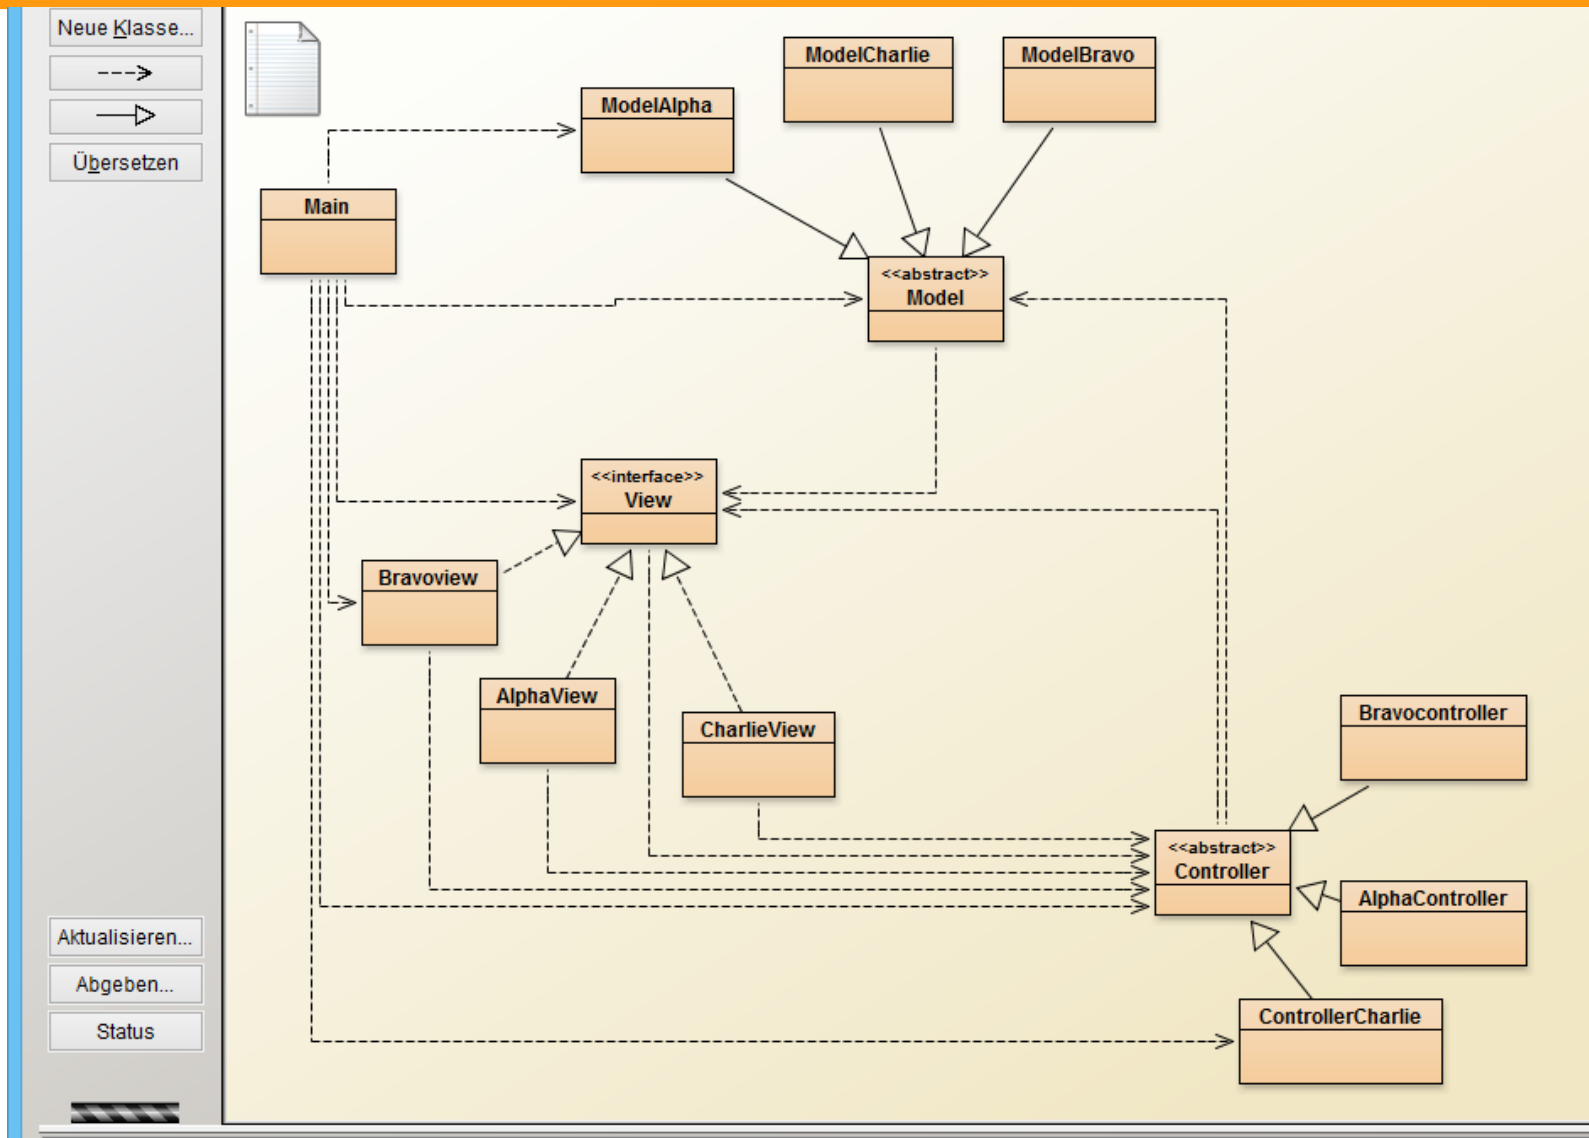 Neue Klasse...
Übersetzen
ModelCharlie
ModelBravo
ModelAlpha
Main
<<abstract>>
Model
<<interface>>
View
Bravoview
AlphaView
CharlieView
Bravocontroller
<<abstract>>
Controller
AlphaController
ControllerCharlie
Aktualisieren...
Abgeben...
Status